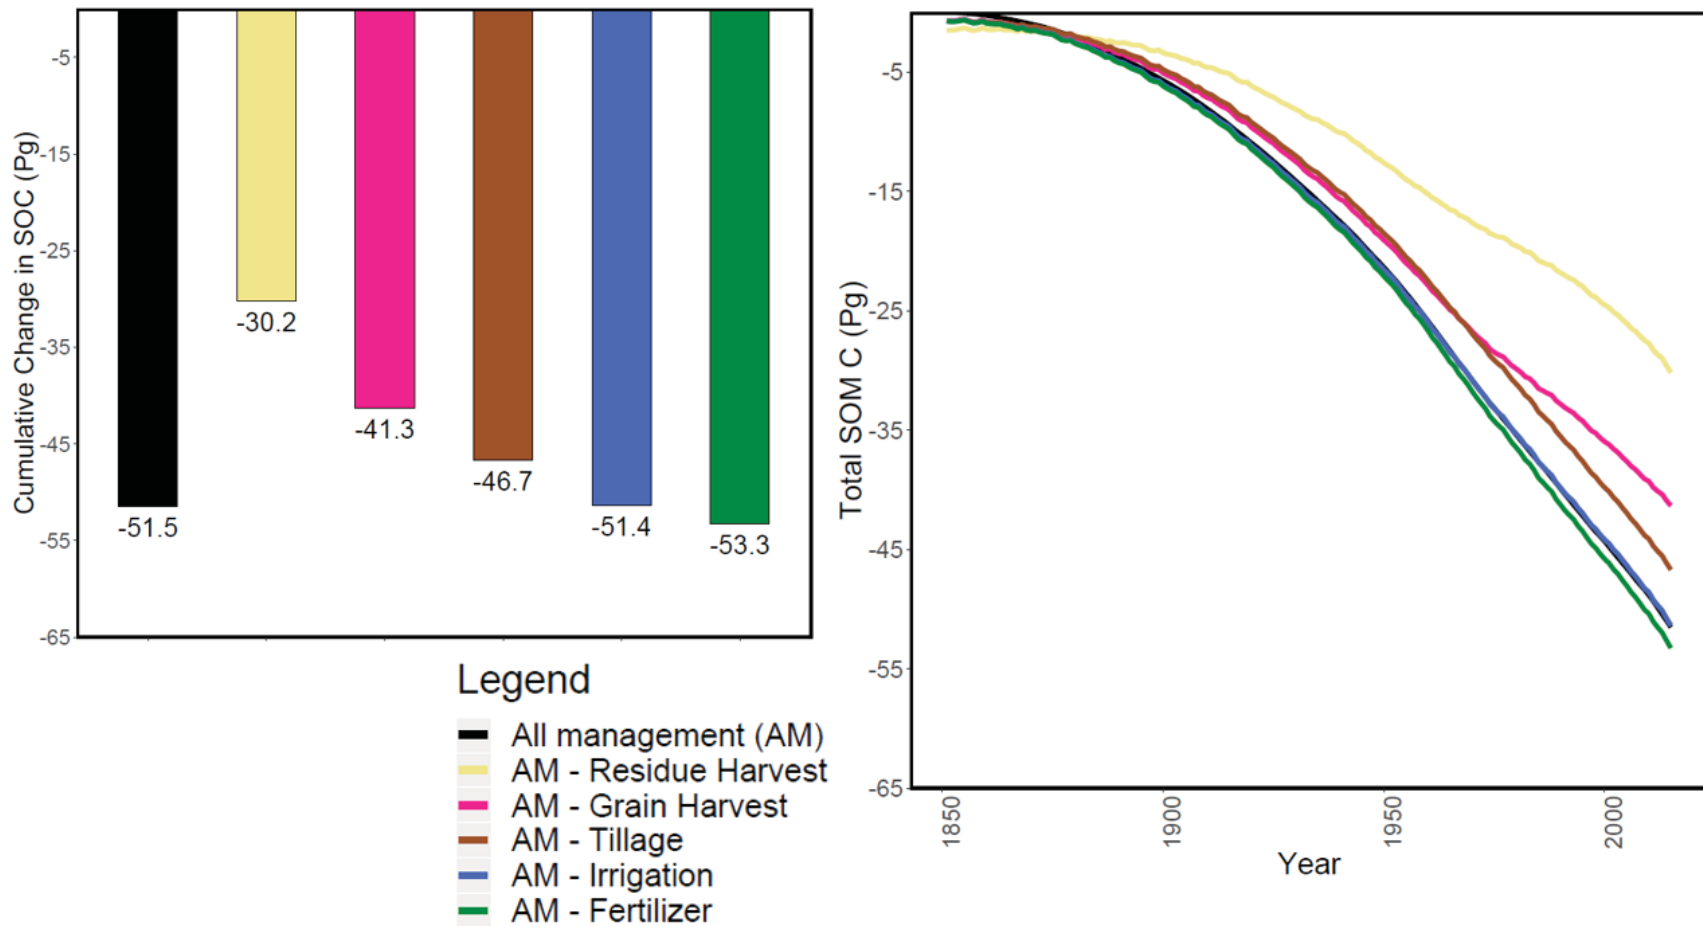 Cumulative Change in SOC (Pg)
-5
-15
-25
-35
-45
-55
-65
-51.5
-30.2
-41.3
-46.7
-51.4
-53.3
Total SOM C (Pg)
-5
-15
-25
-35
-45
-55
-65
1850
1900
1950
2000
Year
Legend
All management (AM)
AM - Residue Harvest
AM - Grain Harvest
AM - Tillage
AM - Irrigation
AM - Fertilizer